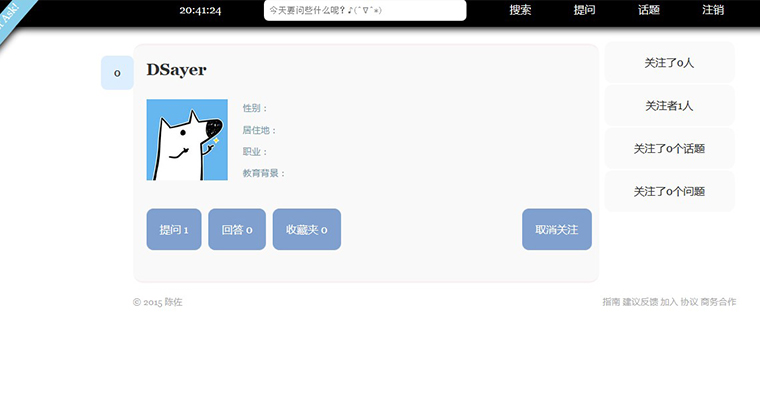 Ask!
20:41:24
今天要问些什么呢?♪(´∇`*)
搜索
提问
话题
注销
0
DSayer
性别：
居住地：
职业：
教育背景：
提问 1
回答 0
收藏夹 0
取消关注
关注了0人
关注者1人
关注了0个话题
关注了0个问题
© 2015 陈佐
指南 建议反馈 加入 协议 商务合作